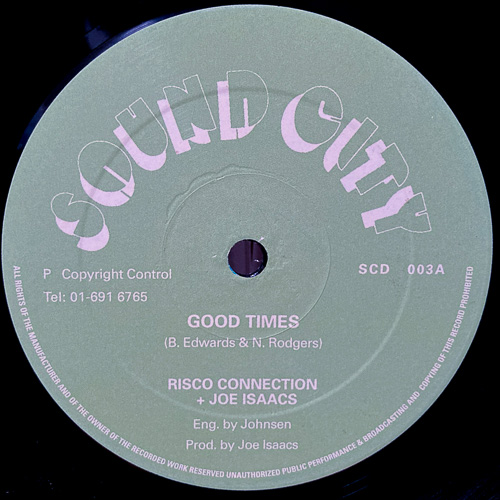 SOUND CITY
P Copyright Control
SCD 003A
Tel: 01-691 6765
GOOD TIMES
(B. Edwards & N. Rodgers)
RISCO CONNECTION
+ JOE ISAACS
Eng. by Johnsen
Prod. by Joe Isaacs
ALL RIGHTS OF THE MANUFACTURER AND OF THE OWNER OF THE RECORDED WORK RESERVED UNAUTHORIZED PUBLIC PERFORMANCE & BROADCASTING AND COPYING OF THIS RECORD PROHIBITED